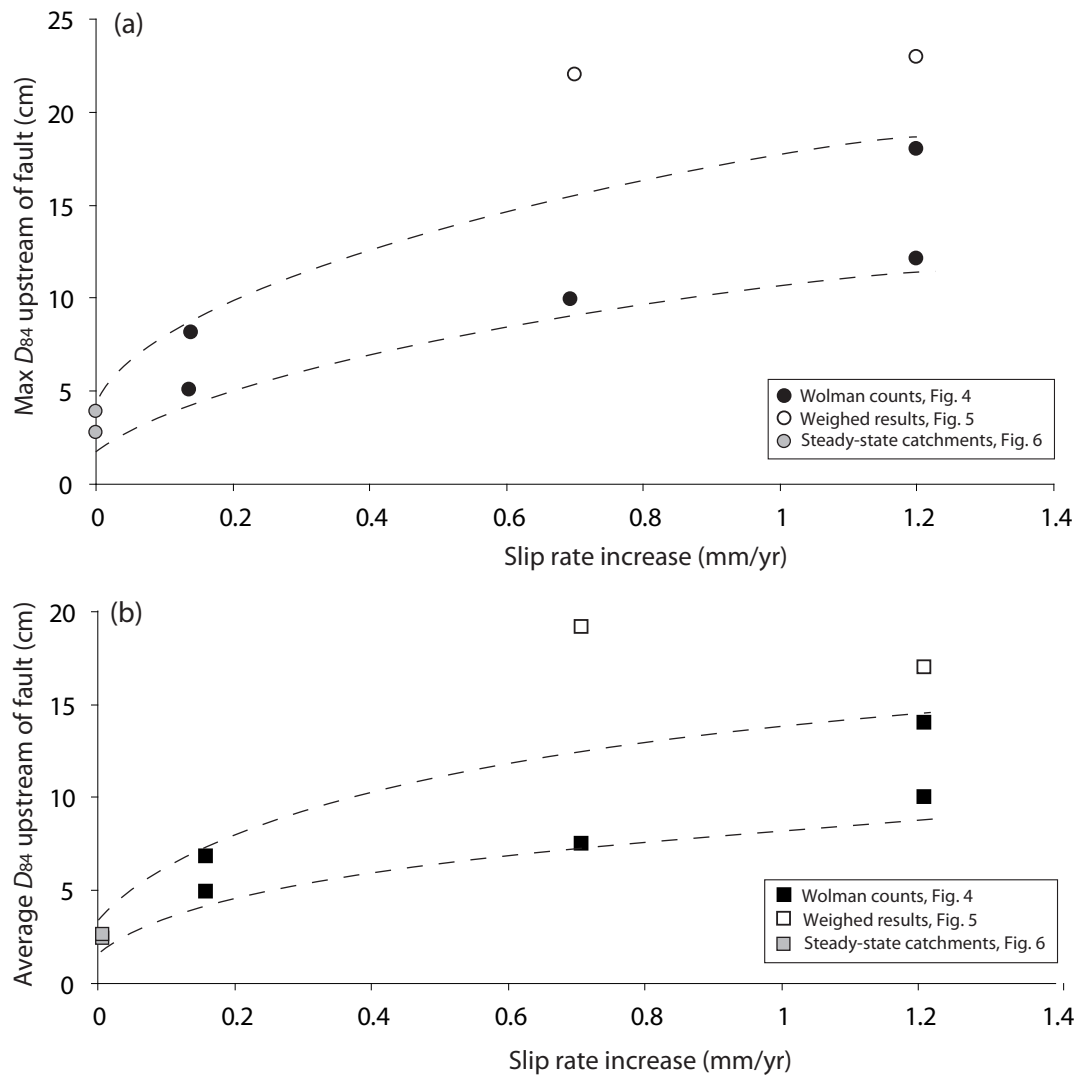 (a)
25
20
15
10
5
0
Max D84 upstream of fault (cm)
0 0.2 0.4 0.6 0.8 1 1.2 1.4
Slip rate increase (mm/yr)
Wolman counts, Fig. 4
Weighed results, Fig. 5
Steady-state catchments, Fig. 6
(b)
20
15
10
5
0
Average D84 upstream of fault (cm)
0 0.2 0.4 0.6 0.8 1 1.2 1.4
Slip rate increase (mm/yr)
Wolman counts, Fig. 4
Weighed results, Fig. 5
Steady-state catchments, Fig. 6